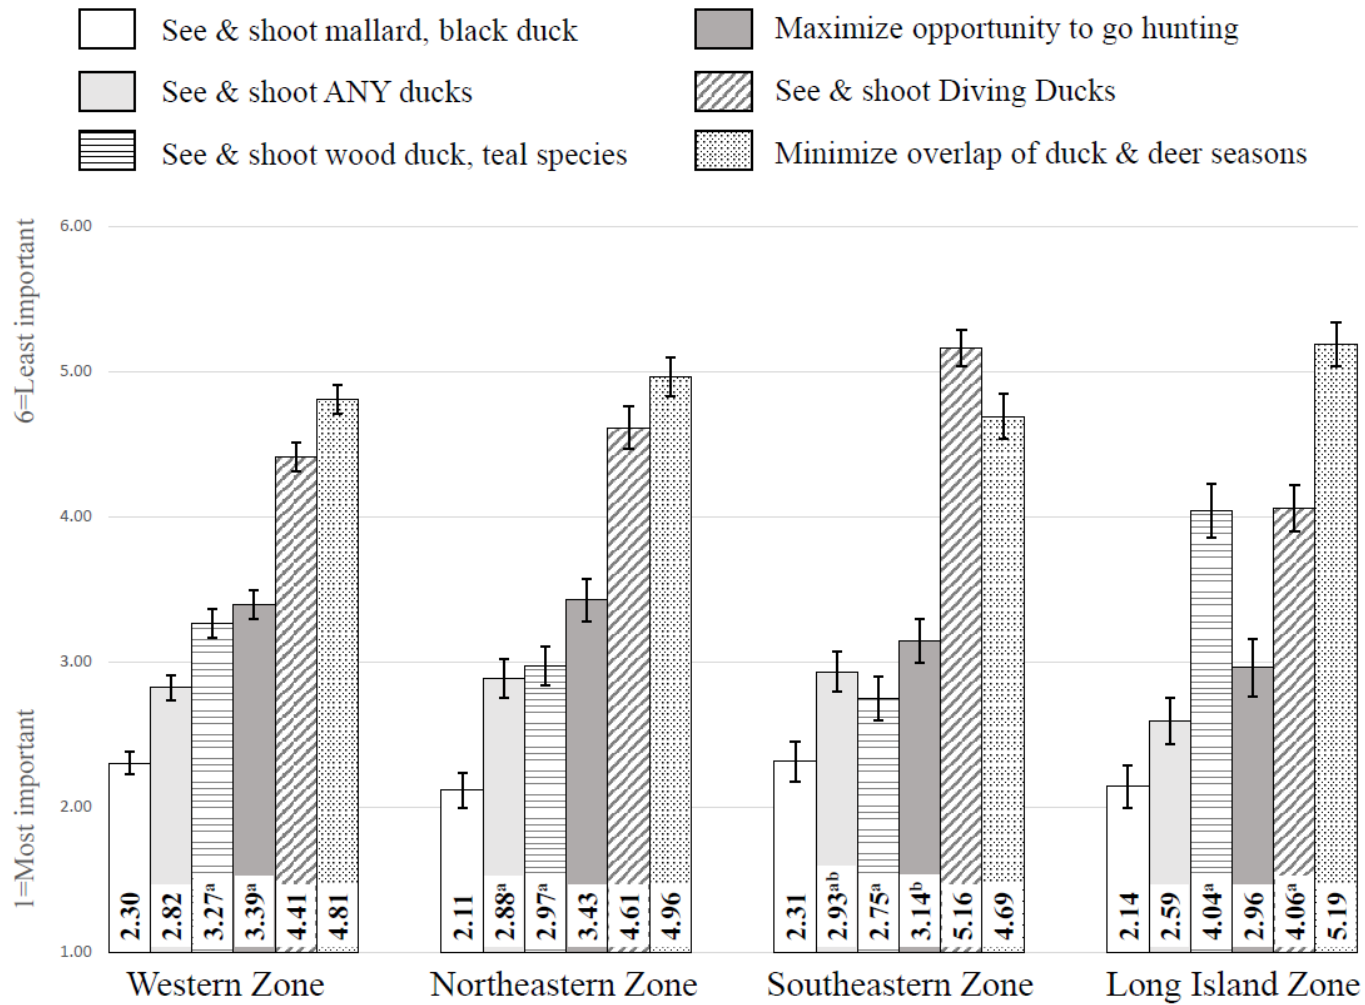 See & shoot mallard, black duck
Maximize opportunity to go hunting
See & shoot ANY ducks
See & shoot Diving Ducks
See & shoot wood duck, teal species
Minimize overlap of duck & deer seasons
6=Least important
1=Most important
6.00
5.00
4.00
3.00
2.00
1.00
2.30
2.82
3.27ᵃ
3.39ᵃ
4.41
4.81
2.11
2.88ᵃ
2.97ᵃ
3.43
4.61
4.96
2.31
2.93ᵃᵇ
2.75ᵃ
3.14ᵇ
5.16
4.69
2.14
2.59
4.04ᵃ
2.96
4.06ᵃ
5.19
Western Zone
Northeastern Zone
Southeastern Zone
Long Island Zone